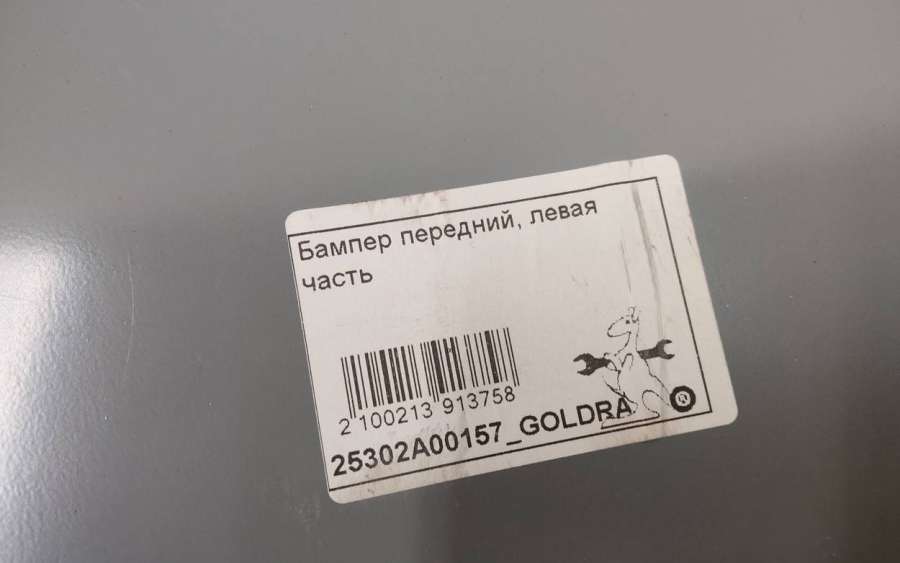 Бампер передний, левая
часть
2 100213 913758
25302A00157_GOLDRA
®